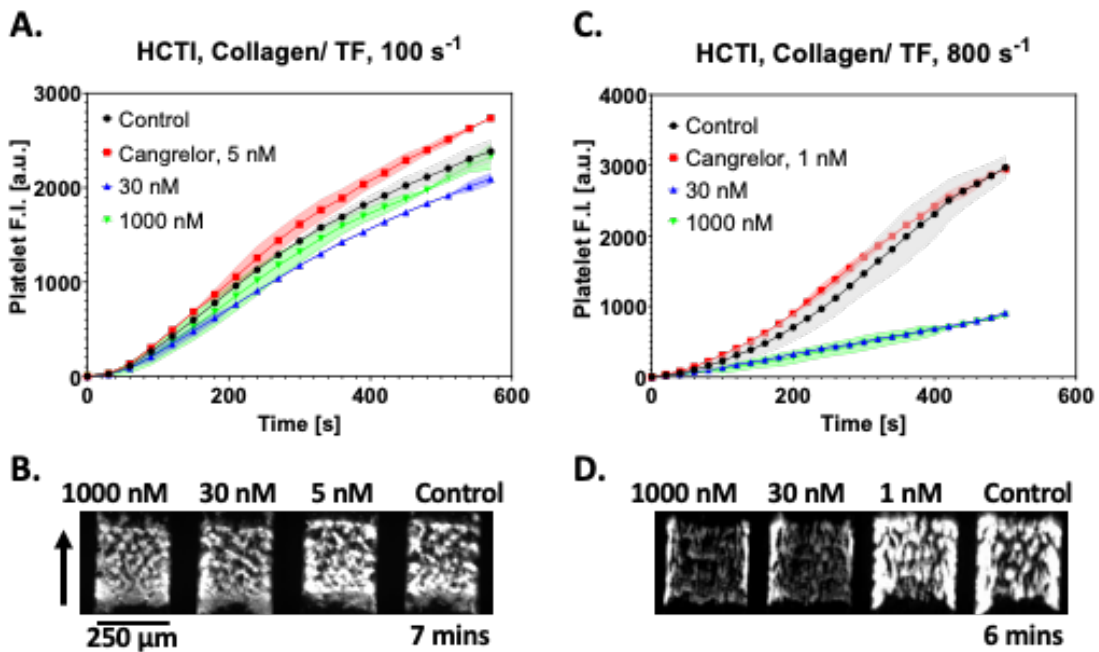 A.
HCTI, Collagen/ TF, 100 s⁻¹
3000
2000
1000
0
Platelet F.I. [a.u.]
Control
Cangrelor, 5 nM
30 nM
1000 nM
0 200 400 600
Time [s]
B.
1000 nM 30 nM 5 nM Control
250 µm 7 mins
C.
HCTI, Collagen/ TF, 800 s⁻¹
4000
3000
2000
1000
0
Platelet F.I. [a.u.]
Control
Cangrelor, 1 nM
30 nM
1000 nM
0 200 400 600
Time [s]
D.
1000 nM 30 nM 1 nM Control
6 mins